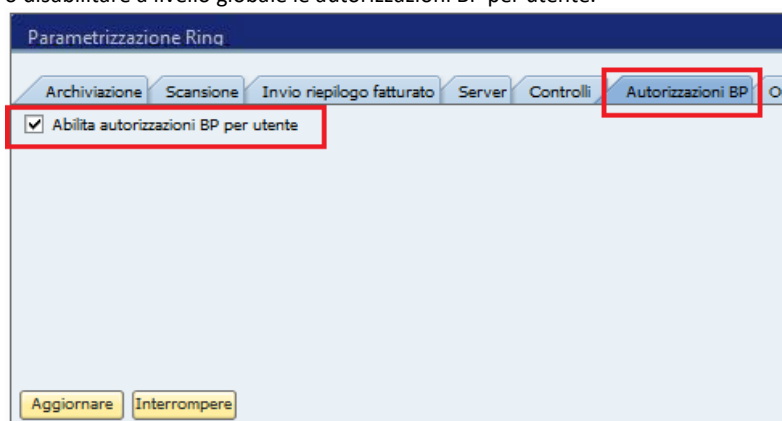 o disabilitare a livello globale le autorizzazioni BP per utente.
Parametrizzazione Ring
Archiviazione Scansione Invio riepilogo fatturato Server Controlli Autorizzazioni BP
Abilita autorizzazioni BP per utente
Aggiornare Interrompere